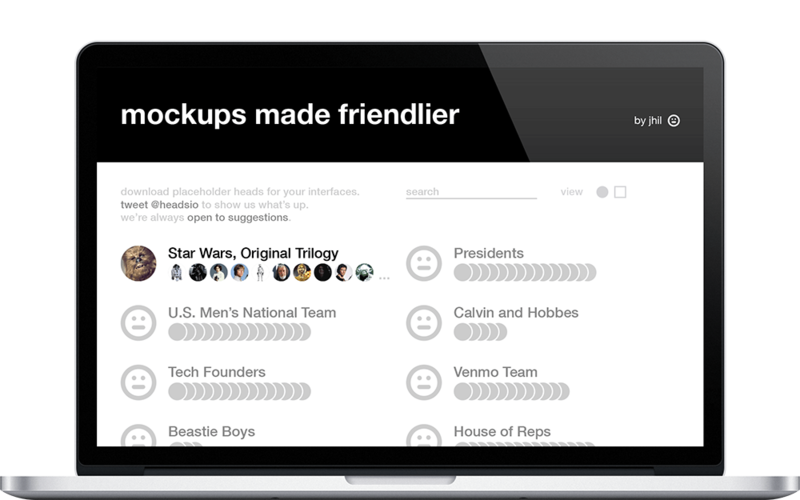 mockups made friendlier
by jhil
download placeholder heads for your interfaces.
tweet @headsio to show us what's up.
we're always open to suggestions.
search
view
Star Wars, Original Trilogy
...
Presidents
U.S. Men's National Team
Calvin and Hobbes
Tech Founders
Venmo Team
Beastie Boys
House of Reps